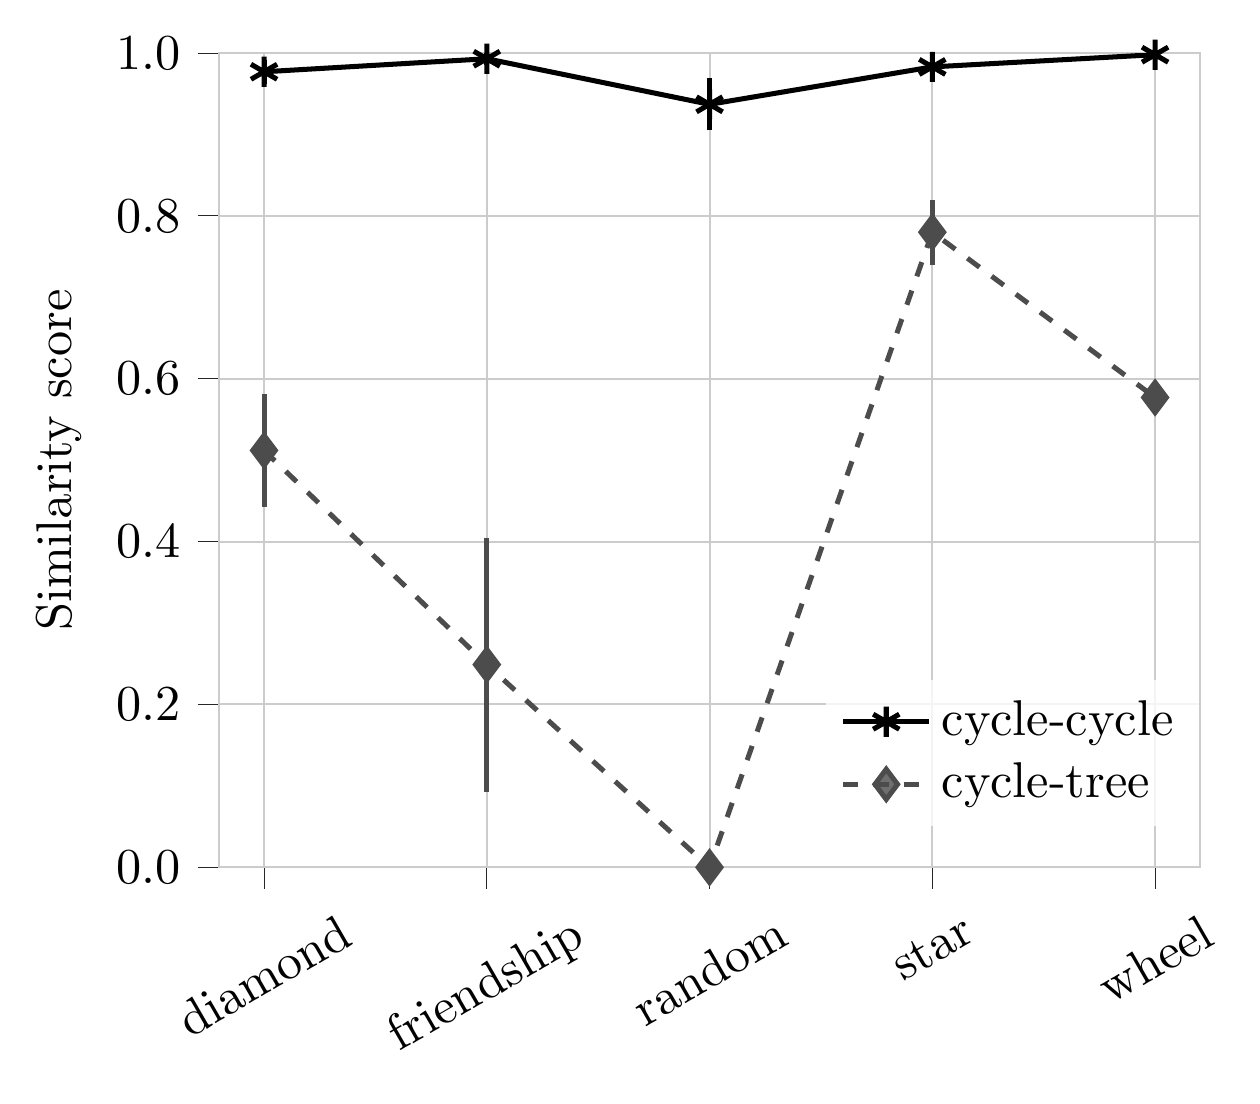 1.0
0.8
0.6
0.4
0.2
0.0
Similarity score
cycle-cycle
cycle-tree
diamond
friendship
random
star
wheel